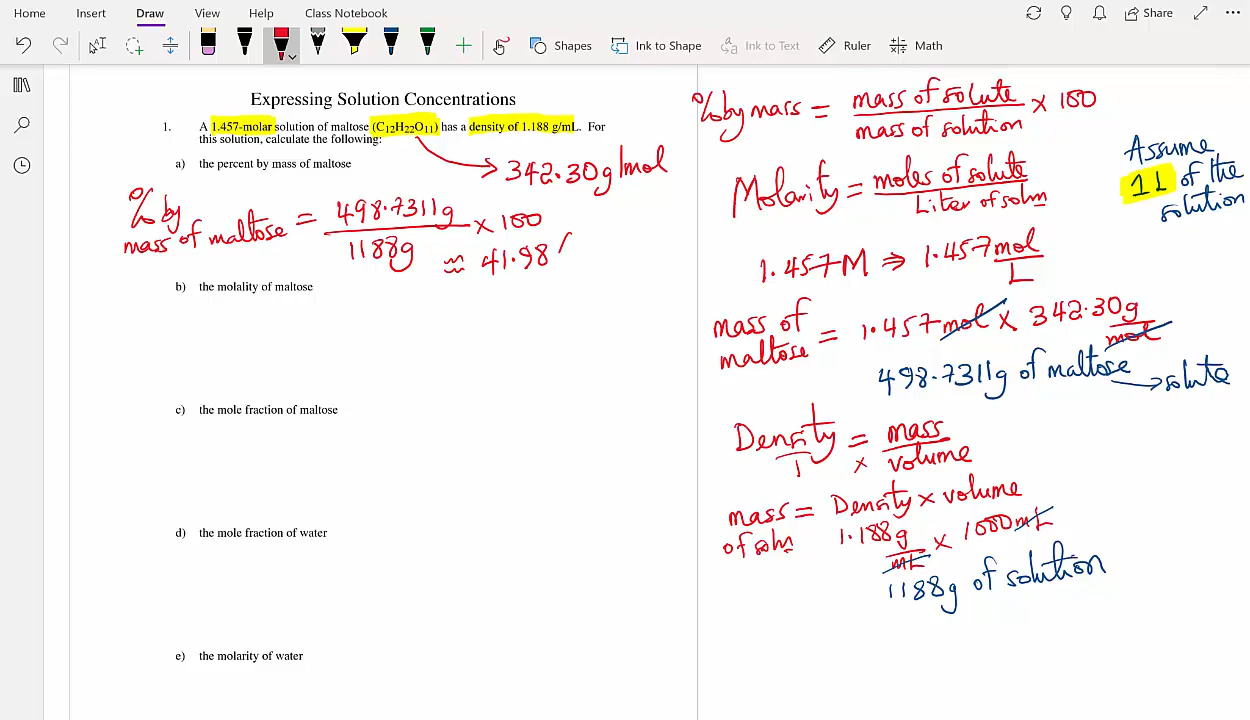 Home Insert Draw View Help Class Notebook Share
Shapes Ink to Shape Ink to Text Ruler Math
Expressing Solution Concentrations
1. A 1.457-molar solution of maltose (C12H22O11) has a density of 1.188 g/mL. For
this solution, calculate the following:
a) the percent by mass of maltose
342.30g/mol
% by
mass of maltose = 498.7311g / 1188g × 100
≈ 41.98 /
b) the molality of maltose
c) the mole fraction of maltose
d) the mole fraction of water
e) the molarity of water
% by mass = mass of solute / mass of solution × 100
Assume
1L of the
solution
Molarity = moles of solute / Liter of soln
1.457M ⇒ 1.457 mol / L
mass of
maltose = 1.457 mol × 342.30g / mol
498.7311g of maltose → solute
Density / 1 = mass / volume
mass of soln = Density × volume
1.188g / mL × 1000mL
1188g of solution